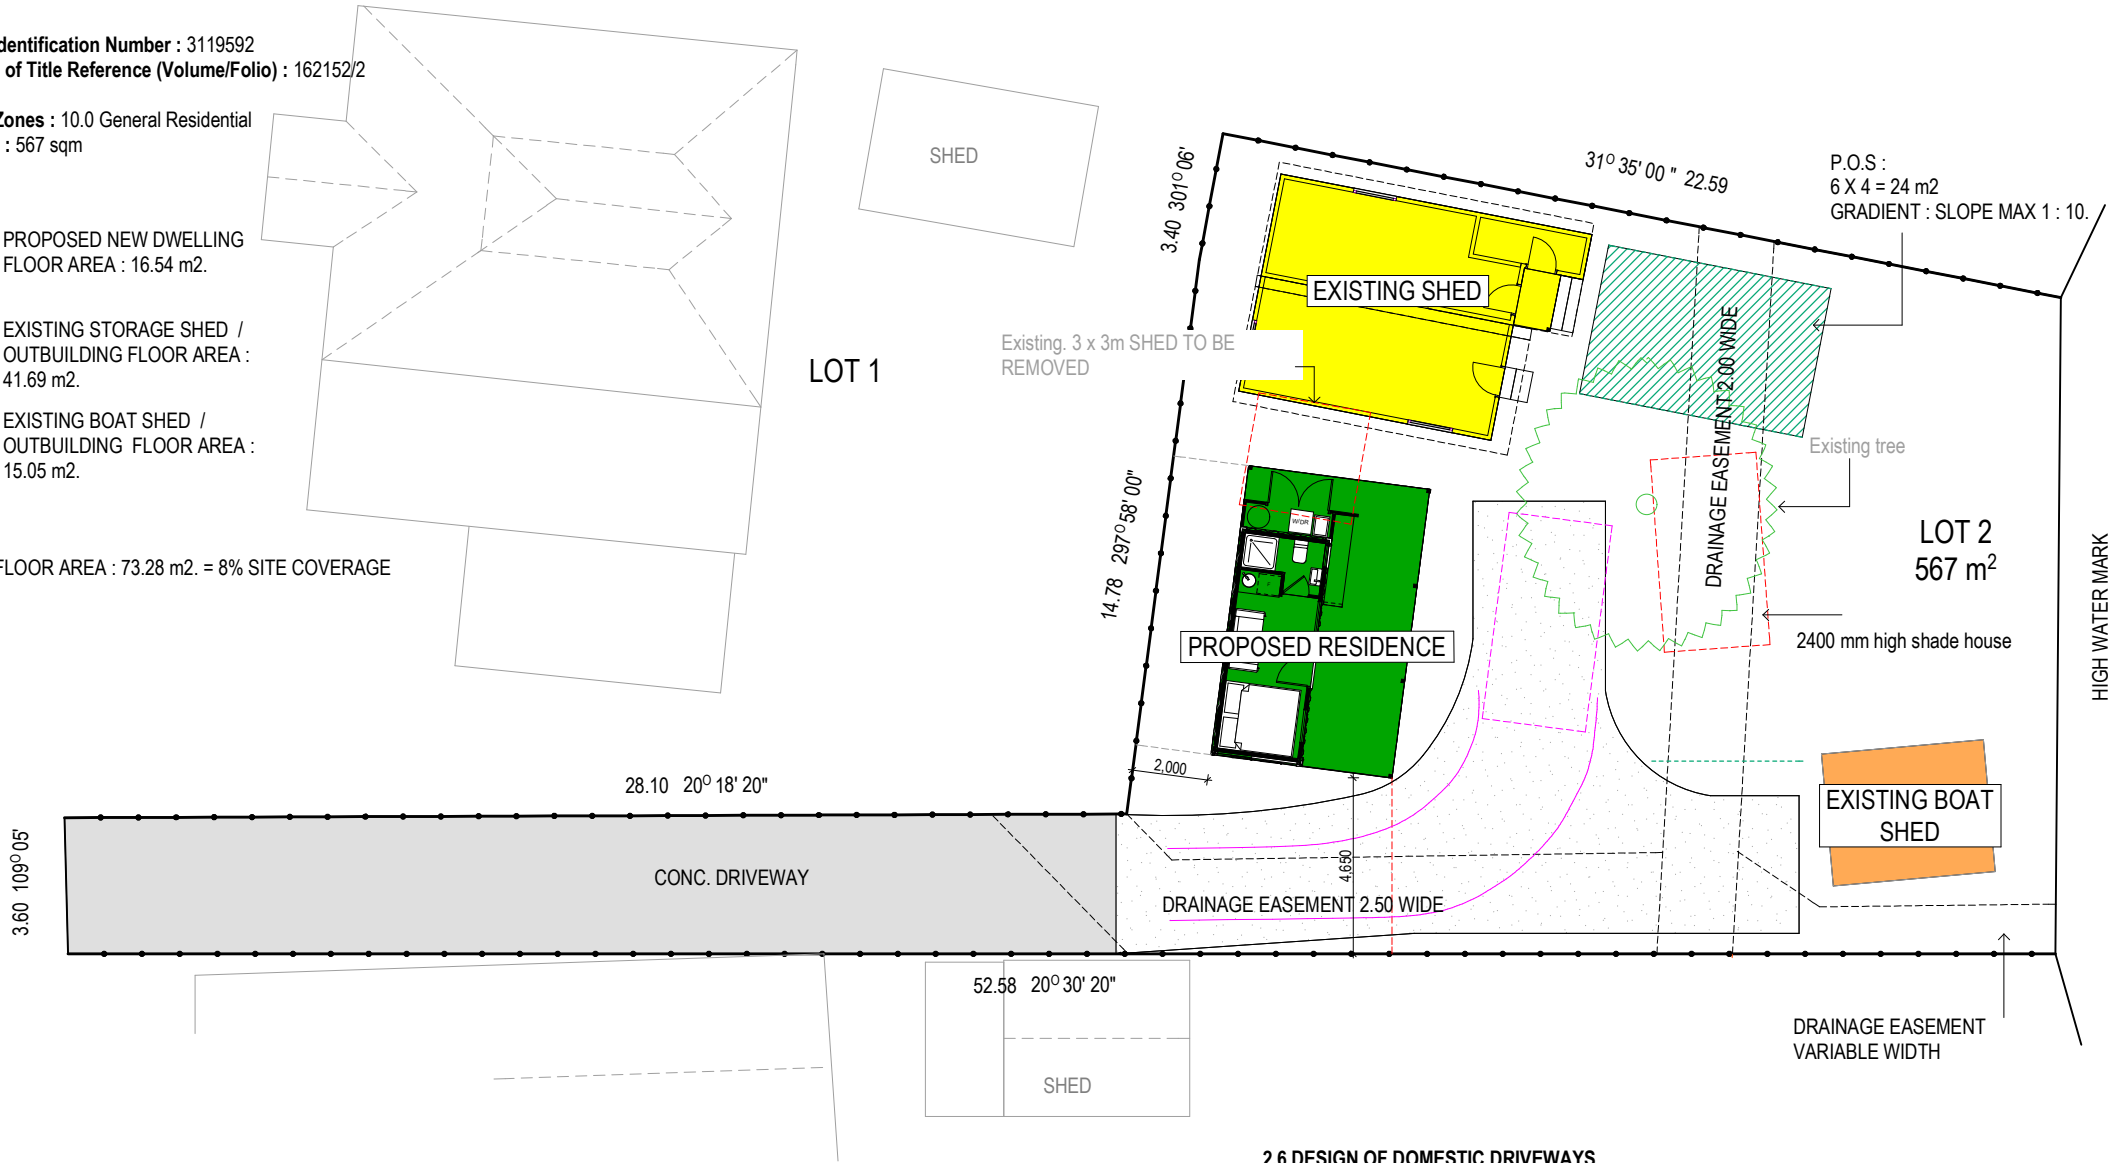 dentification Number : 3119592
of Title Reference (Volume/Folio) : 162152/2
Zones : 10.0 General Residential
: 567 sqm
PROPOSED NEW DWELLING
FLOOR AREA : 16.54 m2.
EXISTING STORAGE SHED /
OUTBUILDING FLOOR AREA :
41.69 m2.
EXISTING BOAT SHED /
OUTBUILDING FLOOR AREA :
15.05 m2.
FLOOR AREA : 73.28 m2. = 8% SITE COVERAGE
SHED
LOT 1
Existing. 3 x 3m SHED TO BE
REMOVED
3.40 301° 06'
31° 35' 00 " 22.59
P.O.S :
6 X 4 = 24 m2
GRADIENT : SLOPE MAX 1 : 10.
EXISTING SHED
DRAINAGE EASEMENT 2.00 WIDE
Existing tree
LOT 2
567 m²
HIGH WATER MARK
2400 mm high shade house
14.78 297° 58' 00"
W/DR
PROPOSED RESIDENCE
2,000
4,650
EXISTING BOAT
SHED
28.10 20° 18' 20"
3.60 109° 05'
CONC. DRIVEWAY
DRAINAGE EASEMENT 2.50 WIDE
52.58 20° 30' 20"
SHED
DRAINAGE EASEMENT
VARIABLE WIDTH
2.6 DESIGN OF DOMESTIC DRIVEWAYS